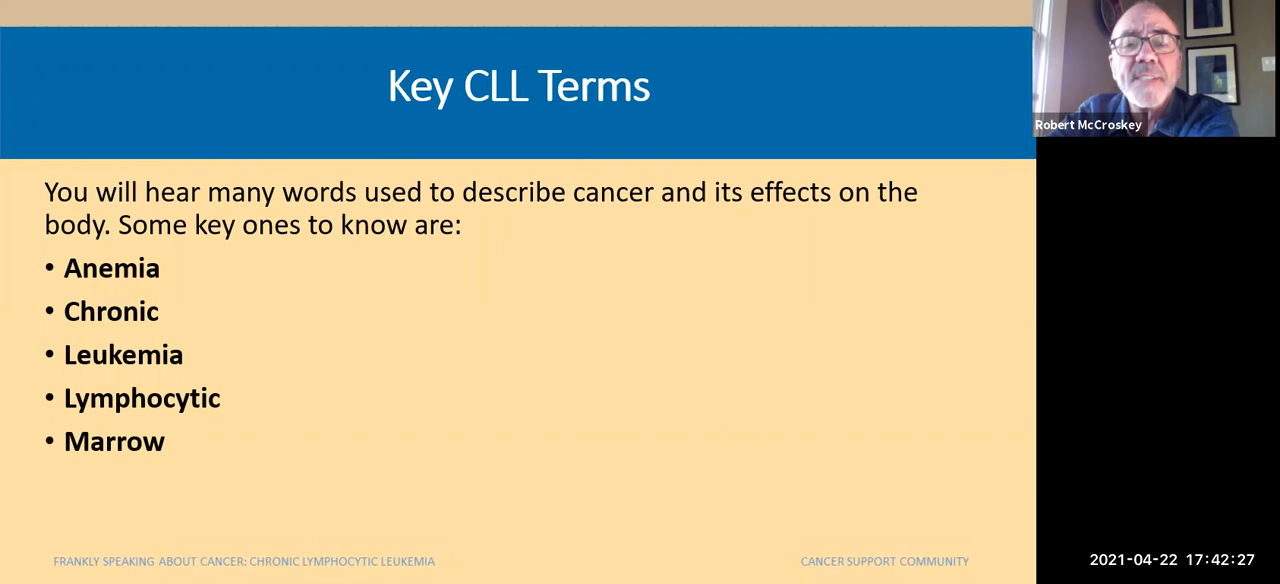 Key CLL Terms
Robert McCroskey
You will hear many words used to describe cancer and its effects on the
body. Some key ones to know are:
• Anemia
• Chronic
• Leukemia
• Lymphocytic
• Marrow
FRANKLY SPEAKING ABOUT CANCER: CHRONIC LYMPHOCYTIC LEUKEMIA
CANCER SUPPORT COMMUNITY
2021-04-22 17:42:27